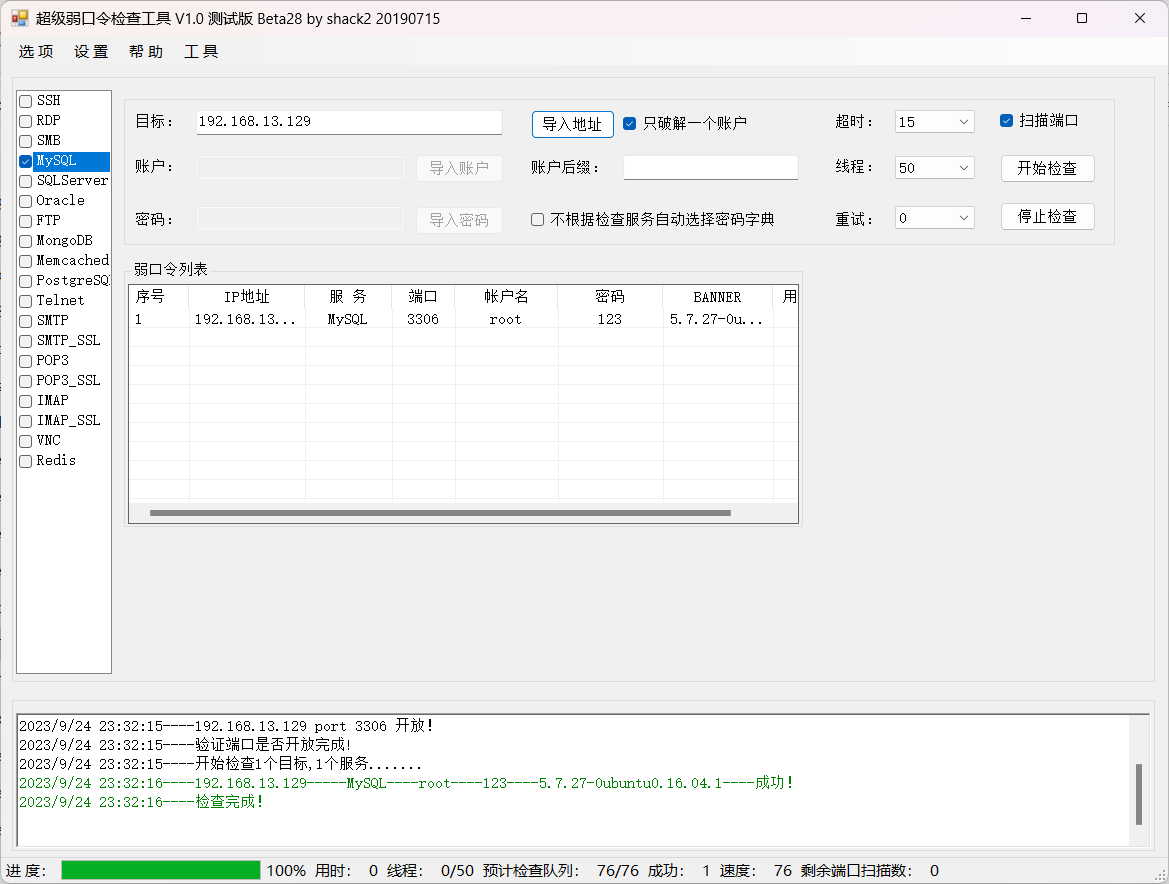 超级弱口令检查工具 V1.0 测试版 Beta28 by shack2 20190715
选项 设置 帮助 工具
SSH
RDP
SMB
MySQL
SQLServer
Oracle
FTP
MongoDB
Memcached
PostgreSQ
Telnet
SMTP
SMTP_SSL
POP3
POP3_SSL
IMAP
IMAP_SSL
VNC
Redis
目标: 192.168.13.129 导入地址 只破解一个账户 超时: 15 扫描端口
账户: 导入账户 账户后缀: 线程: 50 开始检查
密码: 导入密码 不根据检查服务自动选择密码字典 重试: 0 停止检查
弱口令列表
序号 IP地址 服 务 端口 帐户名 密码 BANNER 用
1 192.168.13... MySQL 3306 root 123 5.7.27-0u...
2023/9/24 23:32:15----192.168.13.129 port 3306 开放!
2023/9/24 23:32:15----验证端口是否开放完成!
2023/9/24 23:32:15----开始检查1个目标,1个服务.......
2023/9/24 23:32:16----192.168.13.129-----MySQL----root----123----5.7.27-0ubuntu0.16.04.1----成功!
2023/9/24 23:32:16----检查完成!
进度: 100% 用时: 0 线程: 0/50 预计检查队列: 76/76 成功: 1 速度: 76 剩余端口扫描数: 0